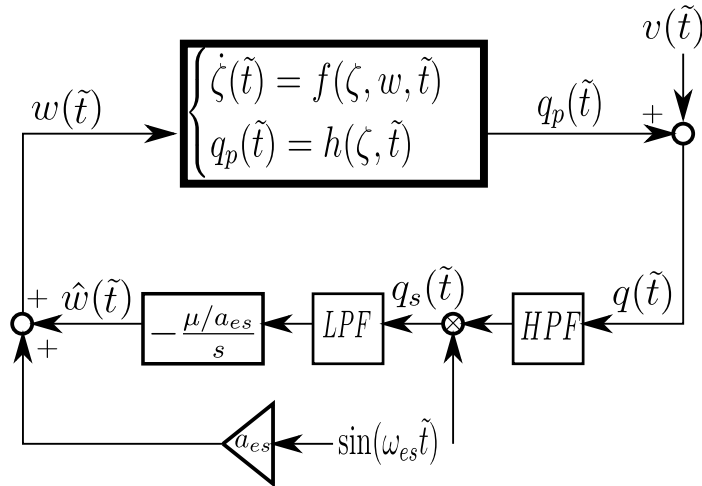 v(t̃)
w(t̃)
ζ̇(t̃) = f(ζ, w, t̃)
q_p(t̃) = h(ζ, t̃)
q_p(t̃)
+
+
ŵ(t̃)
− μ/a_es / s
LPF
q_s(t̃)
⊗
HPF
q(t̃)
+
a_es
sin(ω_es t̃)